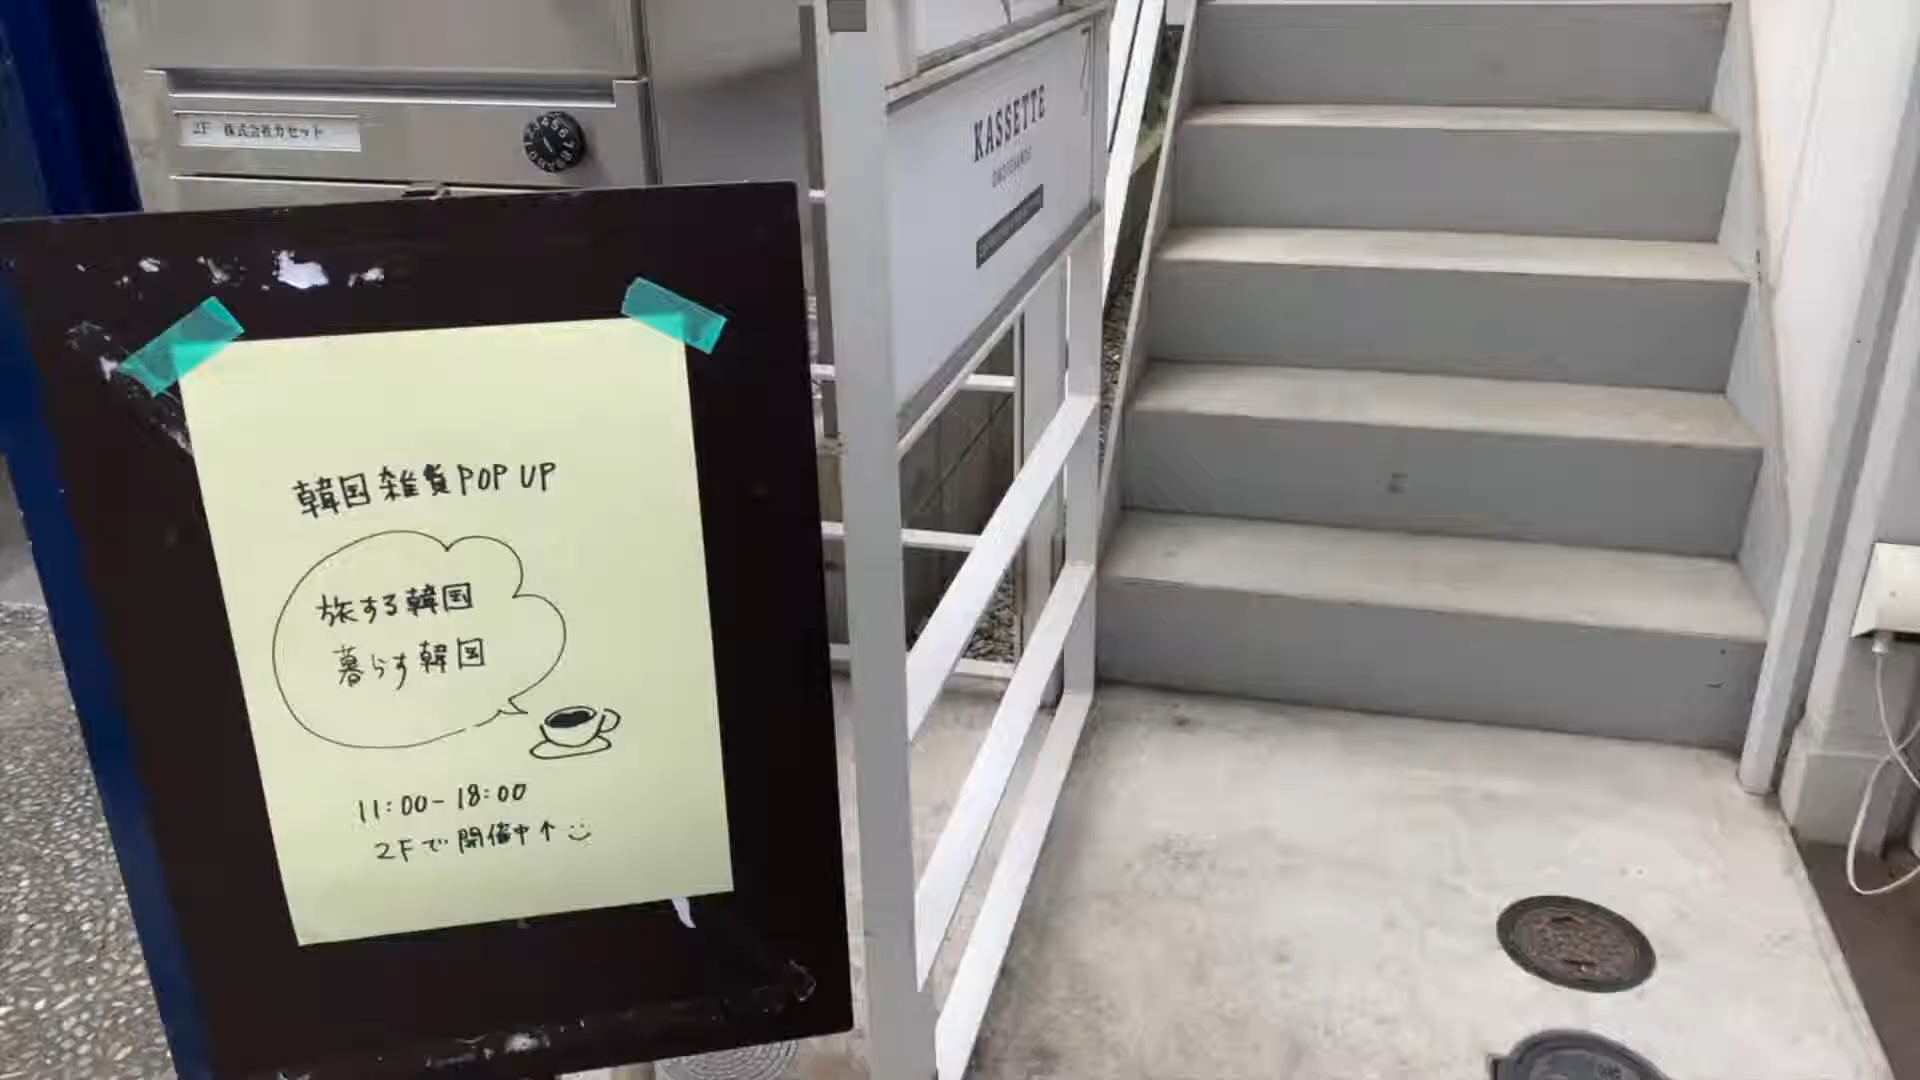 2F 株式会社カセット
KASSETTE
OMOTESANDO
韓国雑貨POP UP
旅する韓国
暮らす韓国
11:00-18:00
2Fで開催中↑